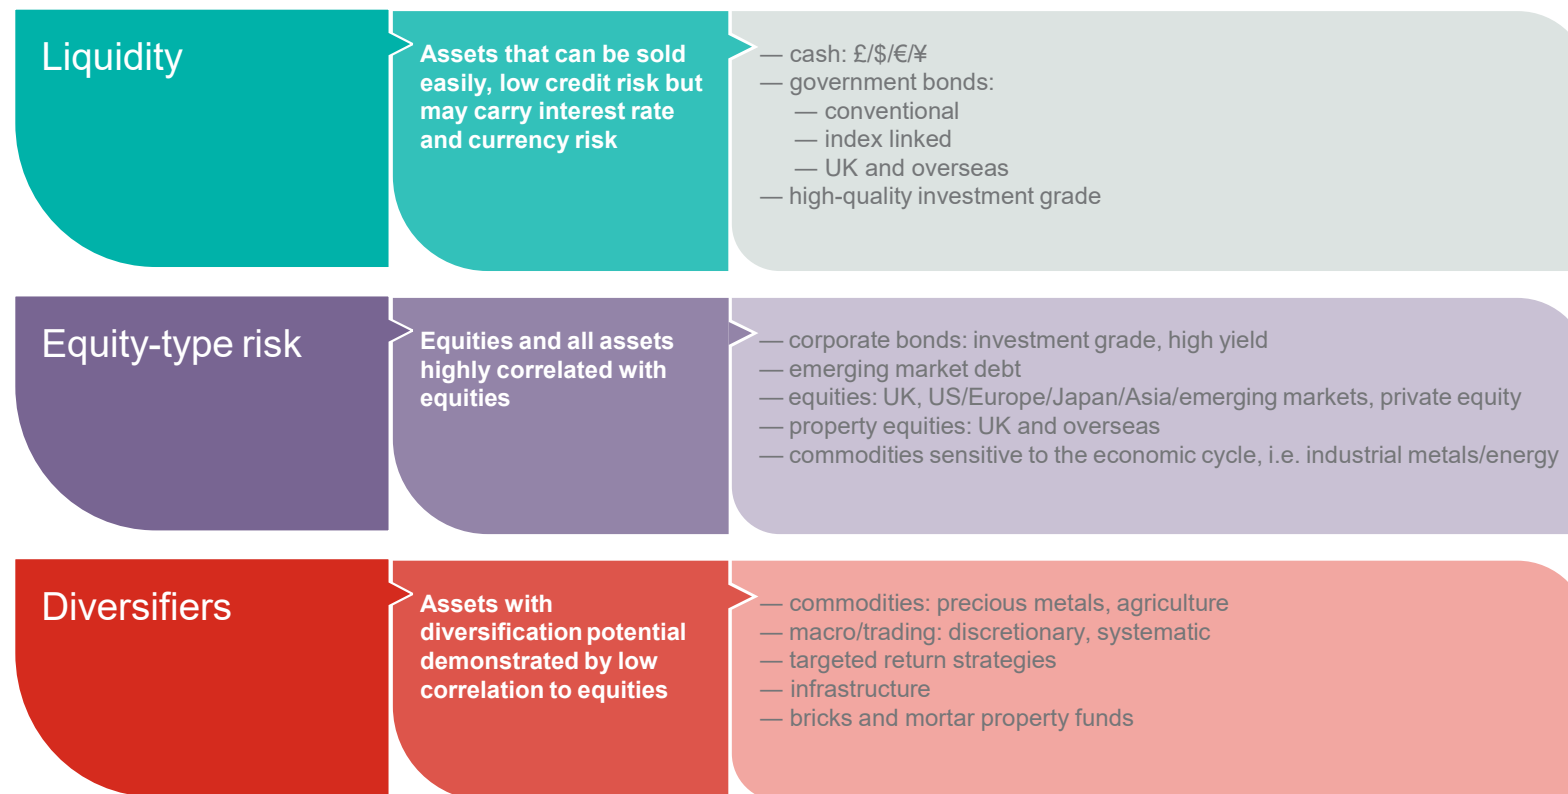 Liquidity
Assets that can be sold
easily, low credit risk but
may carry interest rate
and currency risk
— cash: £/$/€/¥
— government bonds:
— conventional
— index linked
— UK and overseas
— high-quality investment grade
Equity-type risk
Equities and all assets
highly correlated with
equities
— corporate bonds: investment grade, high yield
— emerging market debt
— equities: UK, US/Europe/Japan/Asia/emerging markets, private equity
— property equities: UK and overseas
— commodities sensitive to the economic cycle, i.e. industrial metals/energy
Diversifiers
Assets with
diversification potential
demonstrated by low
correlation to equities
— commodities: precious metals, agriculture
— macro/trading: discretionary, systematic
— targeted return strategies
— infrastructure
— bricks and mortar property funds